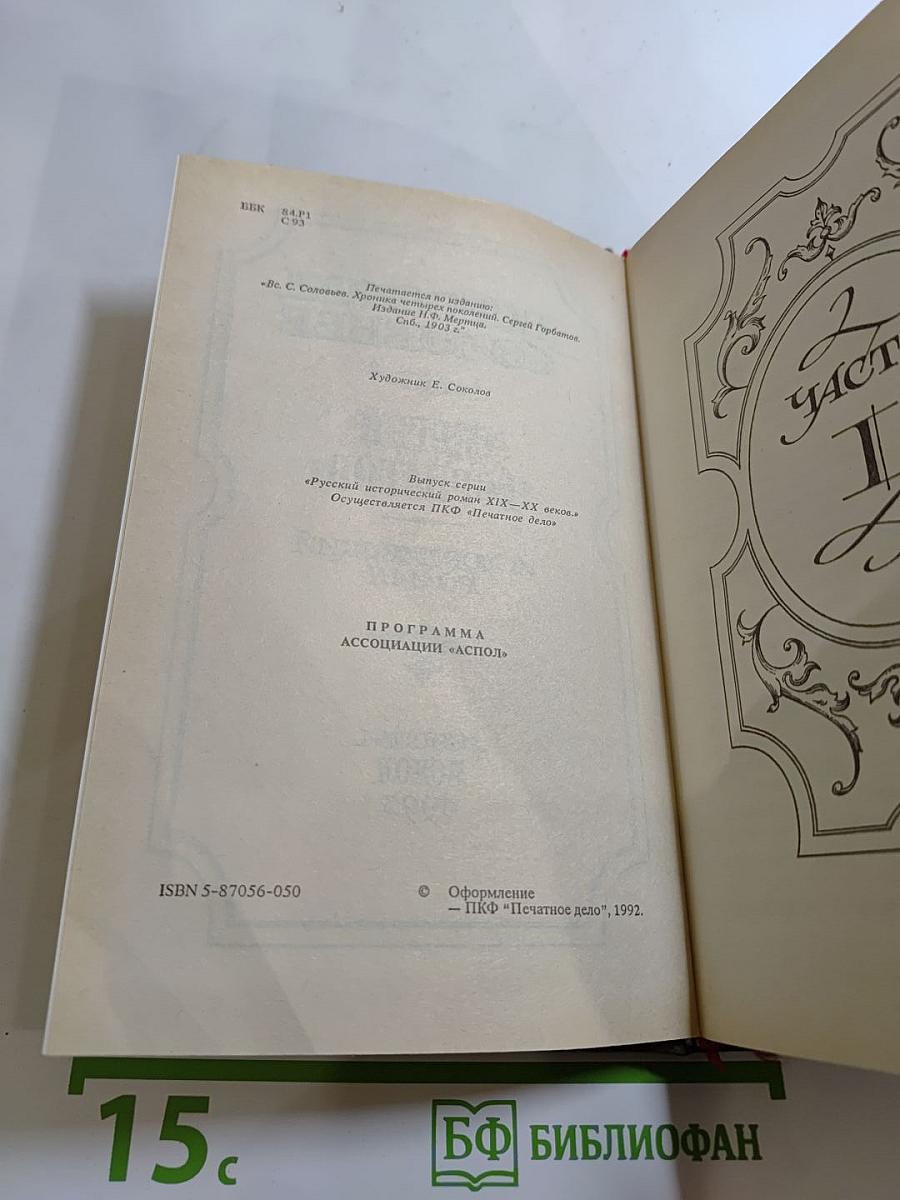 ББК 84.Р1
С 93
Печатается по изданию:
«Вс. С. Соловьев. Хроника четырех поколений. Сергей Горбатов.
Издание Н.Ф. Мертца.
Спб., 1903 г."
Художник Е. Соколов
Выпуск серии
«Русский исторический роман XIX—XX веков.»
Осуществляется ПКФ «Печатное дело»
ПРОГРАММА
АССОЦИАЦИИ «АСПОЛ»
ISBN 5-87056-050
© Оформление
— ПКФ "Печатное дело", 1992.
ЧАСТ
I
15 с
БФ БИБЛИОФАН